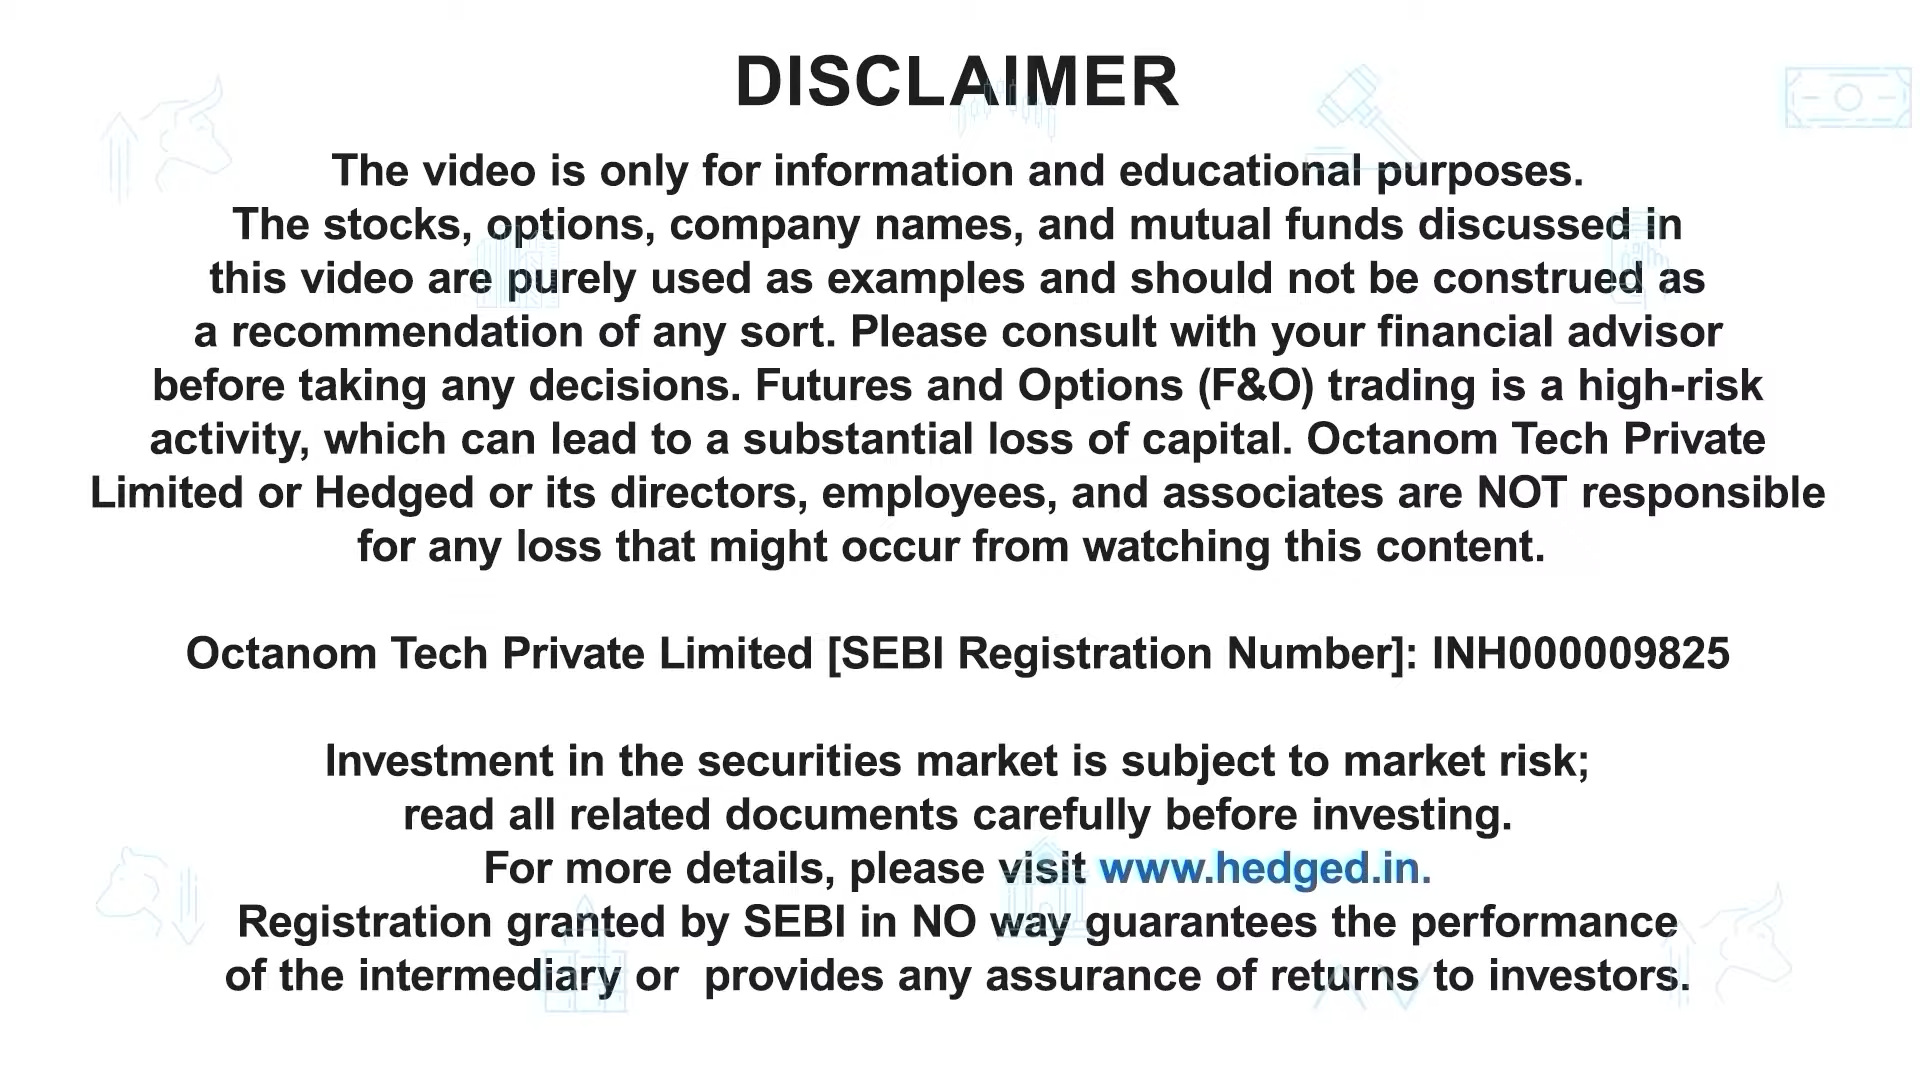 DISCLAIMER
The video is only for information and educational purposes.
The stocks, options, company names, and mutual funds discussed in
this video are purely used as examples and should not be construed as
a recommendation of any sort. Please consult with your financial advisor
before taking any decisions. Futures and Options (F&O) trading is a high-risk
activity, which can lead to a substantial loss of capital. Octanom Tech Private
Limited or Hedged or its directors, employees, and associates are NOT responsible
for any loss that might occur from watching this content.
Octanom Tech Private Limited [SEBI Registration Number]: INH000009825
Investment in the securities market is subject to market risk;
read all related documents carefully before investing.
For more details, please visit www.hedged.in.
Registration granted by SEBI in NO way guarantees the performance
of the intermediary or  provides any assurance of returns to investors.